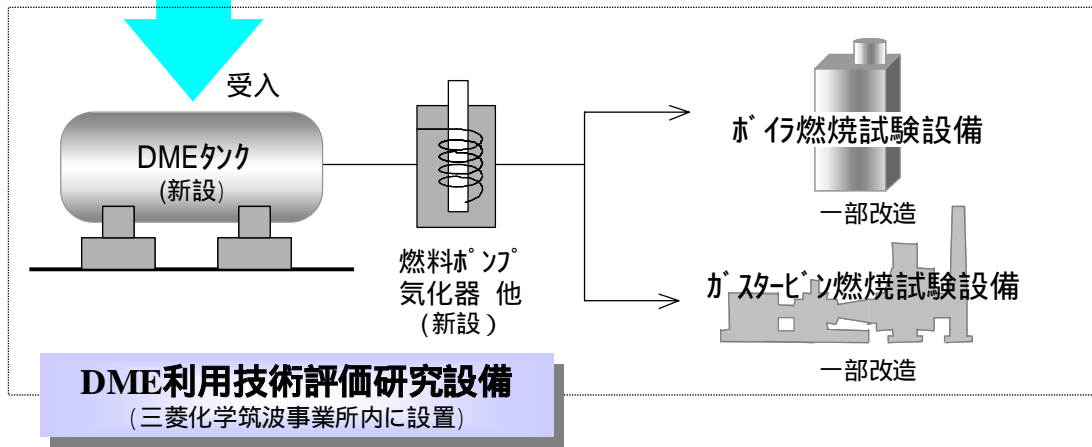 受入
DMEﾀﾝｸ
(新設)
燃料ﾎﾟﾝﾌﾟ
気化器 他
(新設)
ﾎﾞｲﾗ燃焼試験設備
一部改造
ｶﾞｽﾀｰﾋﾞﾝ燃焼試験設備
一部改造
DME利用技術評価研究設備
(三菱化学筑波事業所内に設置)